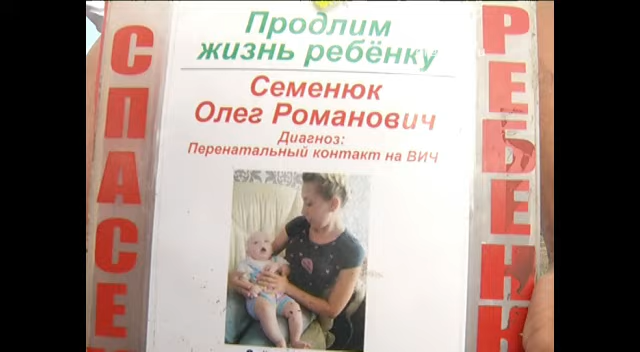 Продлим
жизнь ребёнку
Семенюк
Олег Романович
Диагноз:
Перенатальный контакт на ВИЧ
СПАСЕ
РЕБЕНК